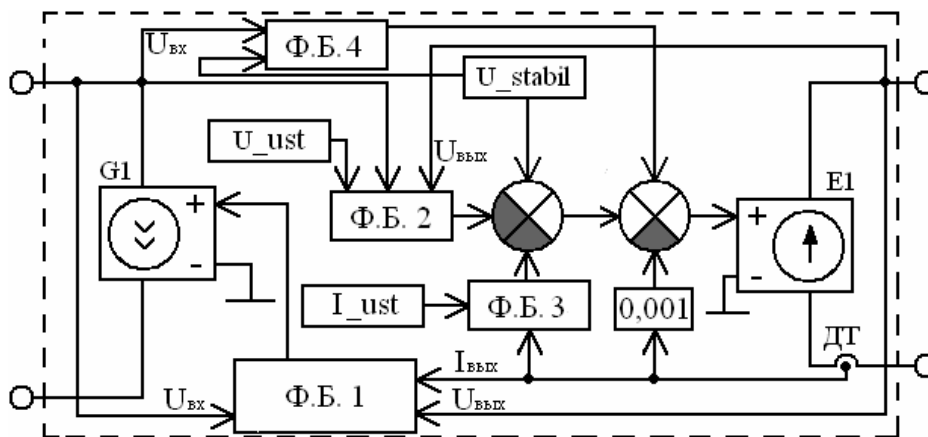 Ф.Б. 4
Uвх
U_stabil
U_ust
Uвых
G1
E1
+
+
Ф.Б. 2
-
-
I_ust
Ф.Б. 3
0,001
ДТ
Iвых
Ф.Б. 1
Uвх
Uвых